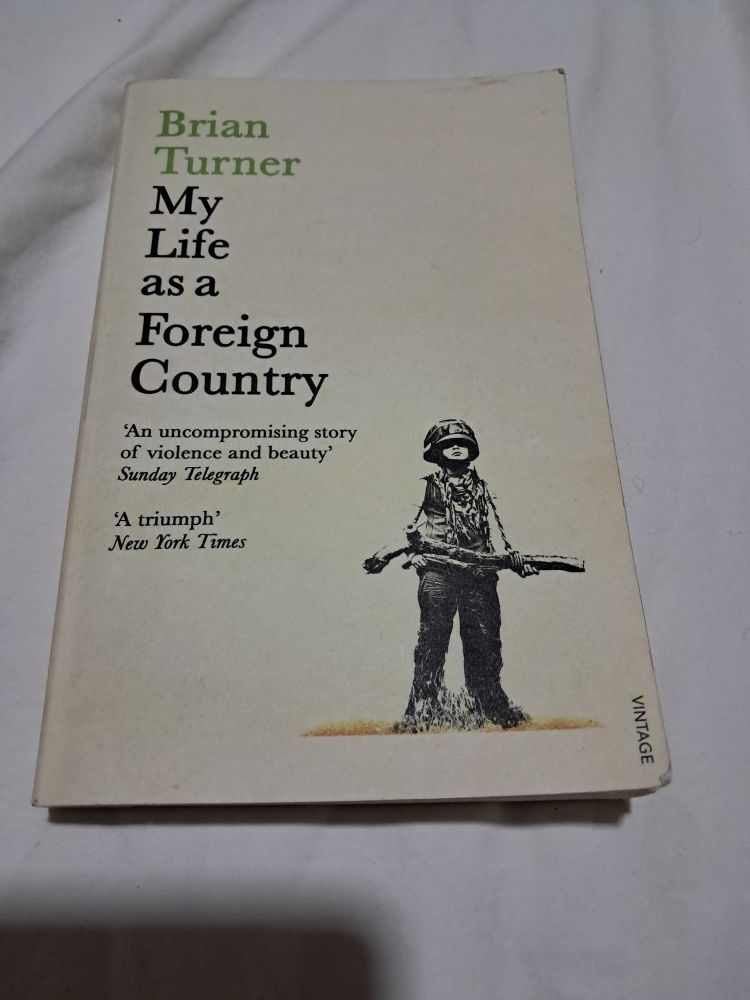 Brian
Turner
My
Life
as a
Foreign
Country
‘An uncompromising story
of violence and beauty’
Sunday Telegraph
‘A triumph’
New York Times
VINTAGE